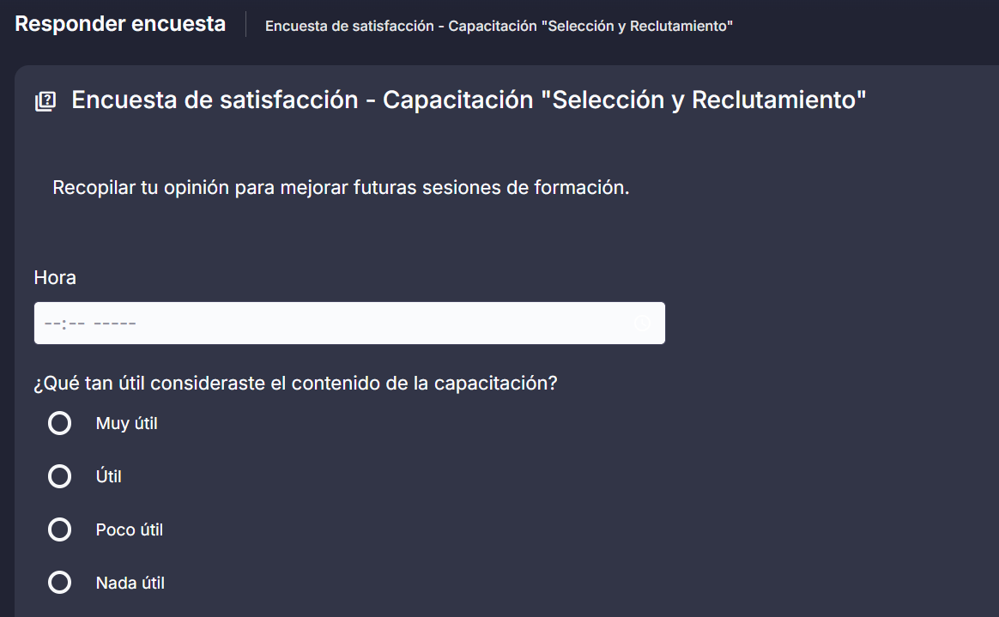 Responder encuesta
Encuesta de satisfacción - Capacitación "Selección y Reclutamiento"
Encuesta de satisfacción - Capacitación "Selección y Reclutamiento"
Recopilar tu opinión para mejorar futuras sesiones de formación.
Hora
--:-- -----
¿Qué tan útil consideraste el contenido de la capacitación?
Muy útil
Útil
Poco útil
Nada útil